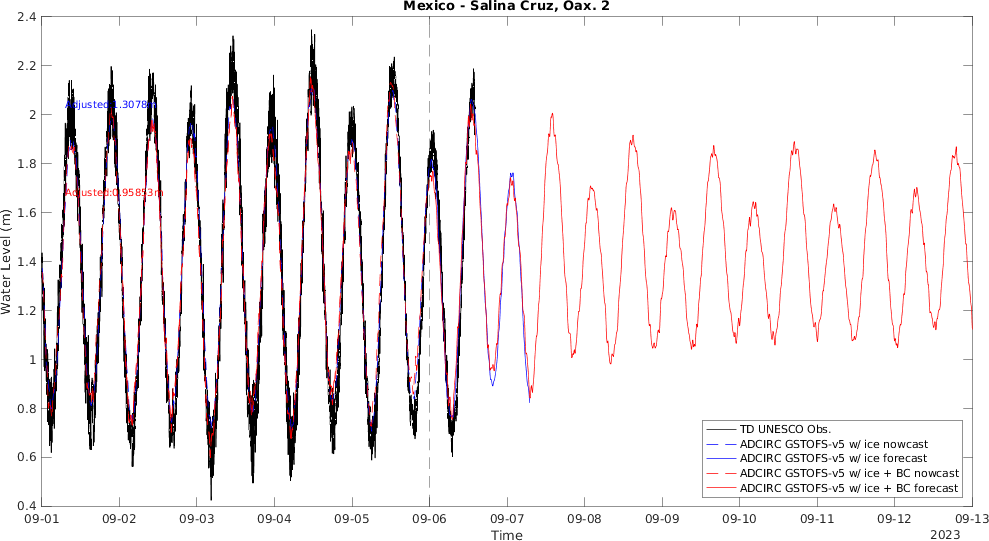 Mexico - Salina Cruz, Oax. 2
2.4
2.2
2
1.8
1.6
1.4
1.2
1
0.8
0.6
0.4
Water Level (m)
Adjusted:1.3078m
Adjusted:0.95853m
TD UNESCO Obs.
ADCIRC GSTOFS-v5 w/ ice nowcast
ADCIRC GSTOFS-v5 w/ ice forecast
ADCIRC GSTOFS-v5 w/ ice + BC nowcast
ADCIRC GSTOFS-v5 w/ ice + BC forecast
09-01 09-02 09-03 09-04 09-05 09-06 09-07 09-08 09-09 09-10 09-11 09-12 09-13
Time
2023